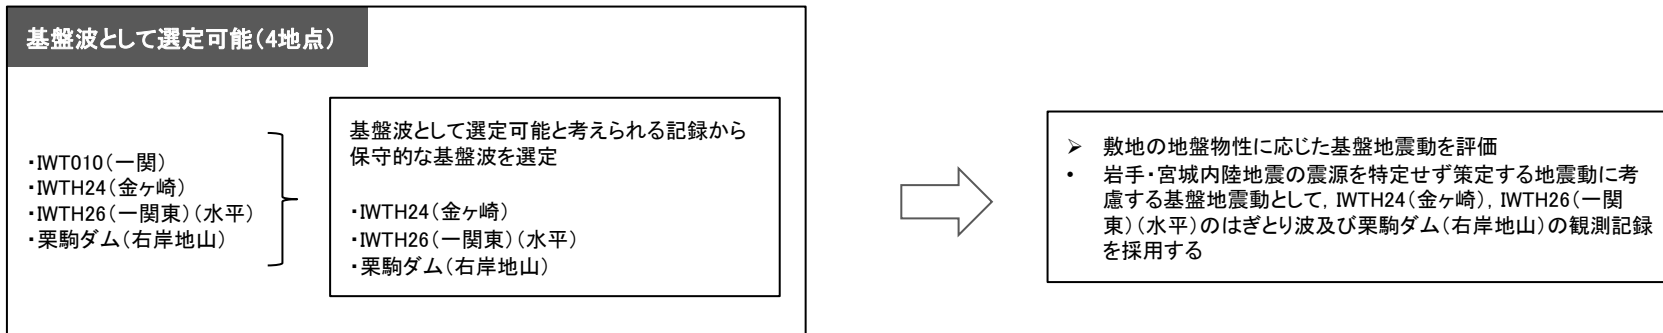 基盤波として選定可能(4地点)
・IWT010(一関)
・IWTH24(金ヶ崎)
・IWTH26(一関東)(水平)
・栗駒ダム(右岸地山)
基盤波として選定可能と考えられる記録から
保守的な基盤波を選定
・IWTH24(金ヶ崎)
・IWTH26(一関東)(水平)
・栗駒ダム(右岸地山)
➢ 敷地の地盤物性に応じた基盤地震動を評価
• 岩手・宮城内陸地震の震源を特定せず策定する地震動に考
慮する基盤地震動として，IWTH24(金ヶ崎)，IWTH26(一関
東)(水平)のはぎとり波及び栗駒ダム(右岸地山)の観測記録
を採用する